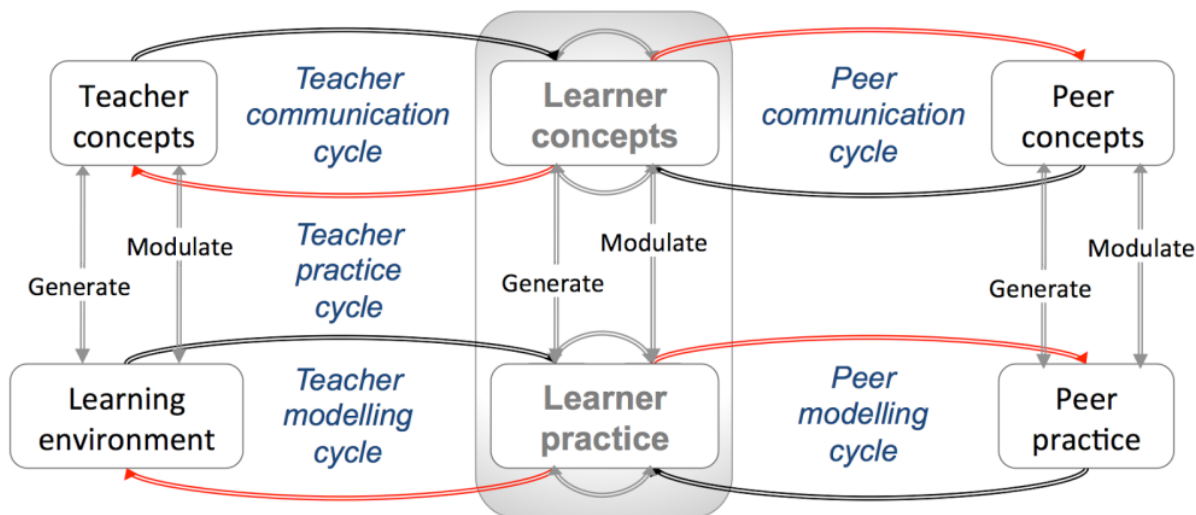 Teacher
concepts
Teacher
communication
cycle
Learner
concepts
Peer
communication
cycle
Peer
concepts
Generate
Modulate
Teacher
practice
cycle
Generate
Modulate
Generate
Modulate
Learning
environment
Teacher
modelling
cycle
Learner
practice
Peer
modelling
cycle
Peer
practice